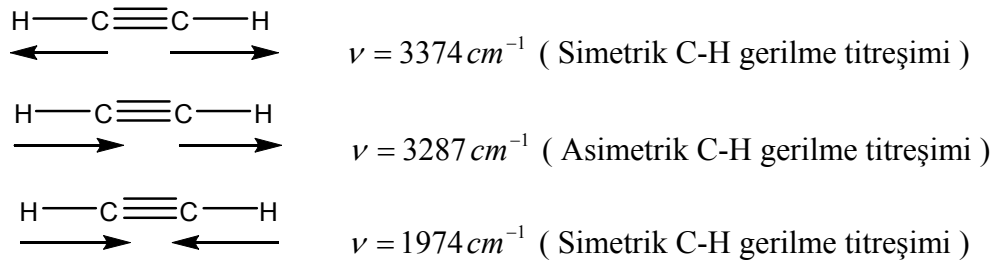 H—C≡C—H
ν = 3374 cm⁻¹ ( Simetrik C-H gerilme titreşimi )
H—C≡C—H
ν = 3287 cm⁻¹ ( Asimetrik C-H gerilme titreşimi )
H—C≡C—H
ν = 1974 cm⁻¹ ( Simetrik C-H gerilme titreşimi )